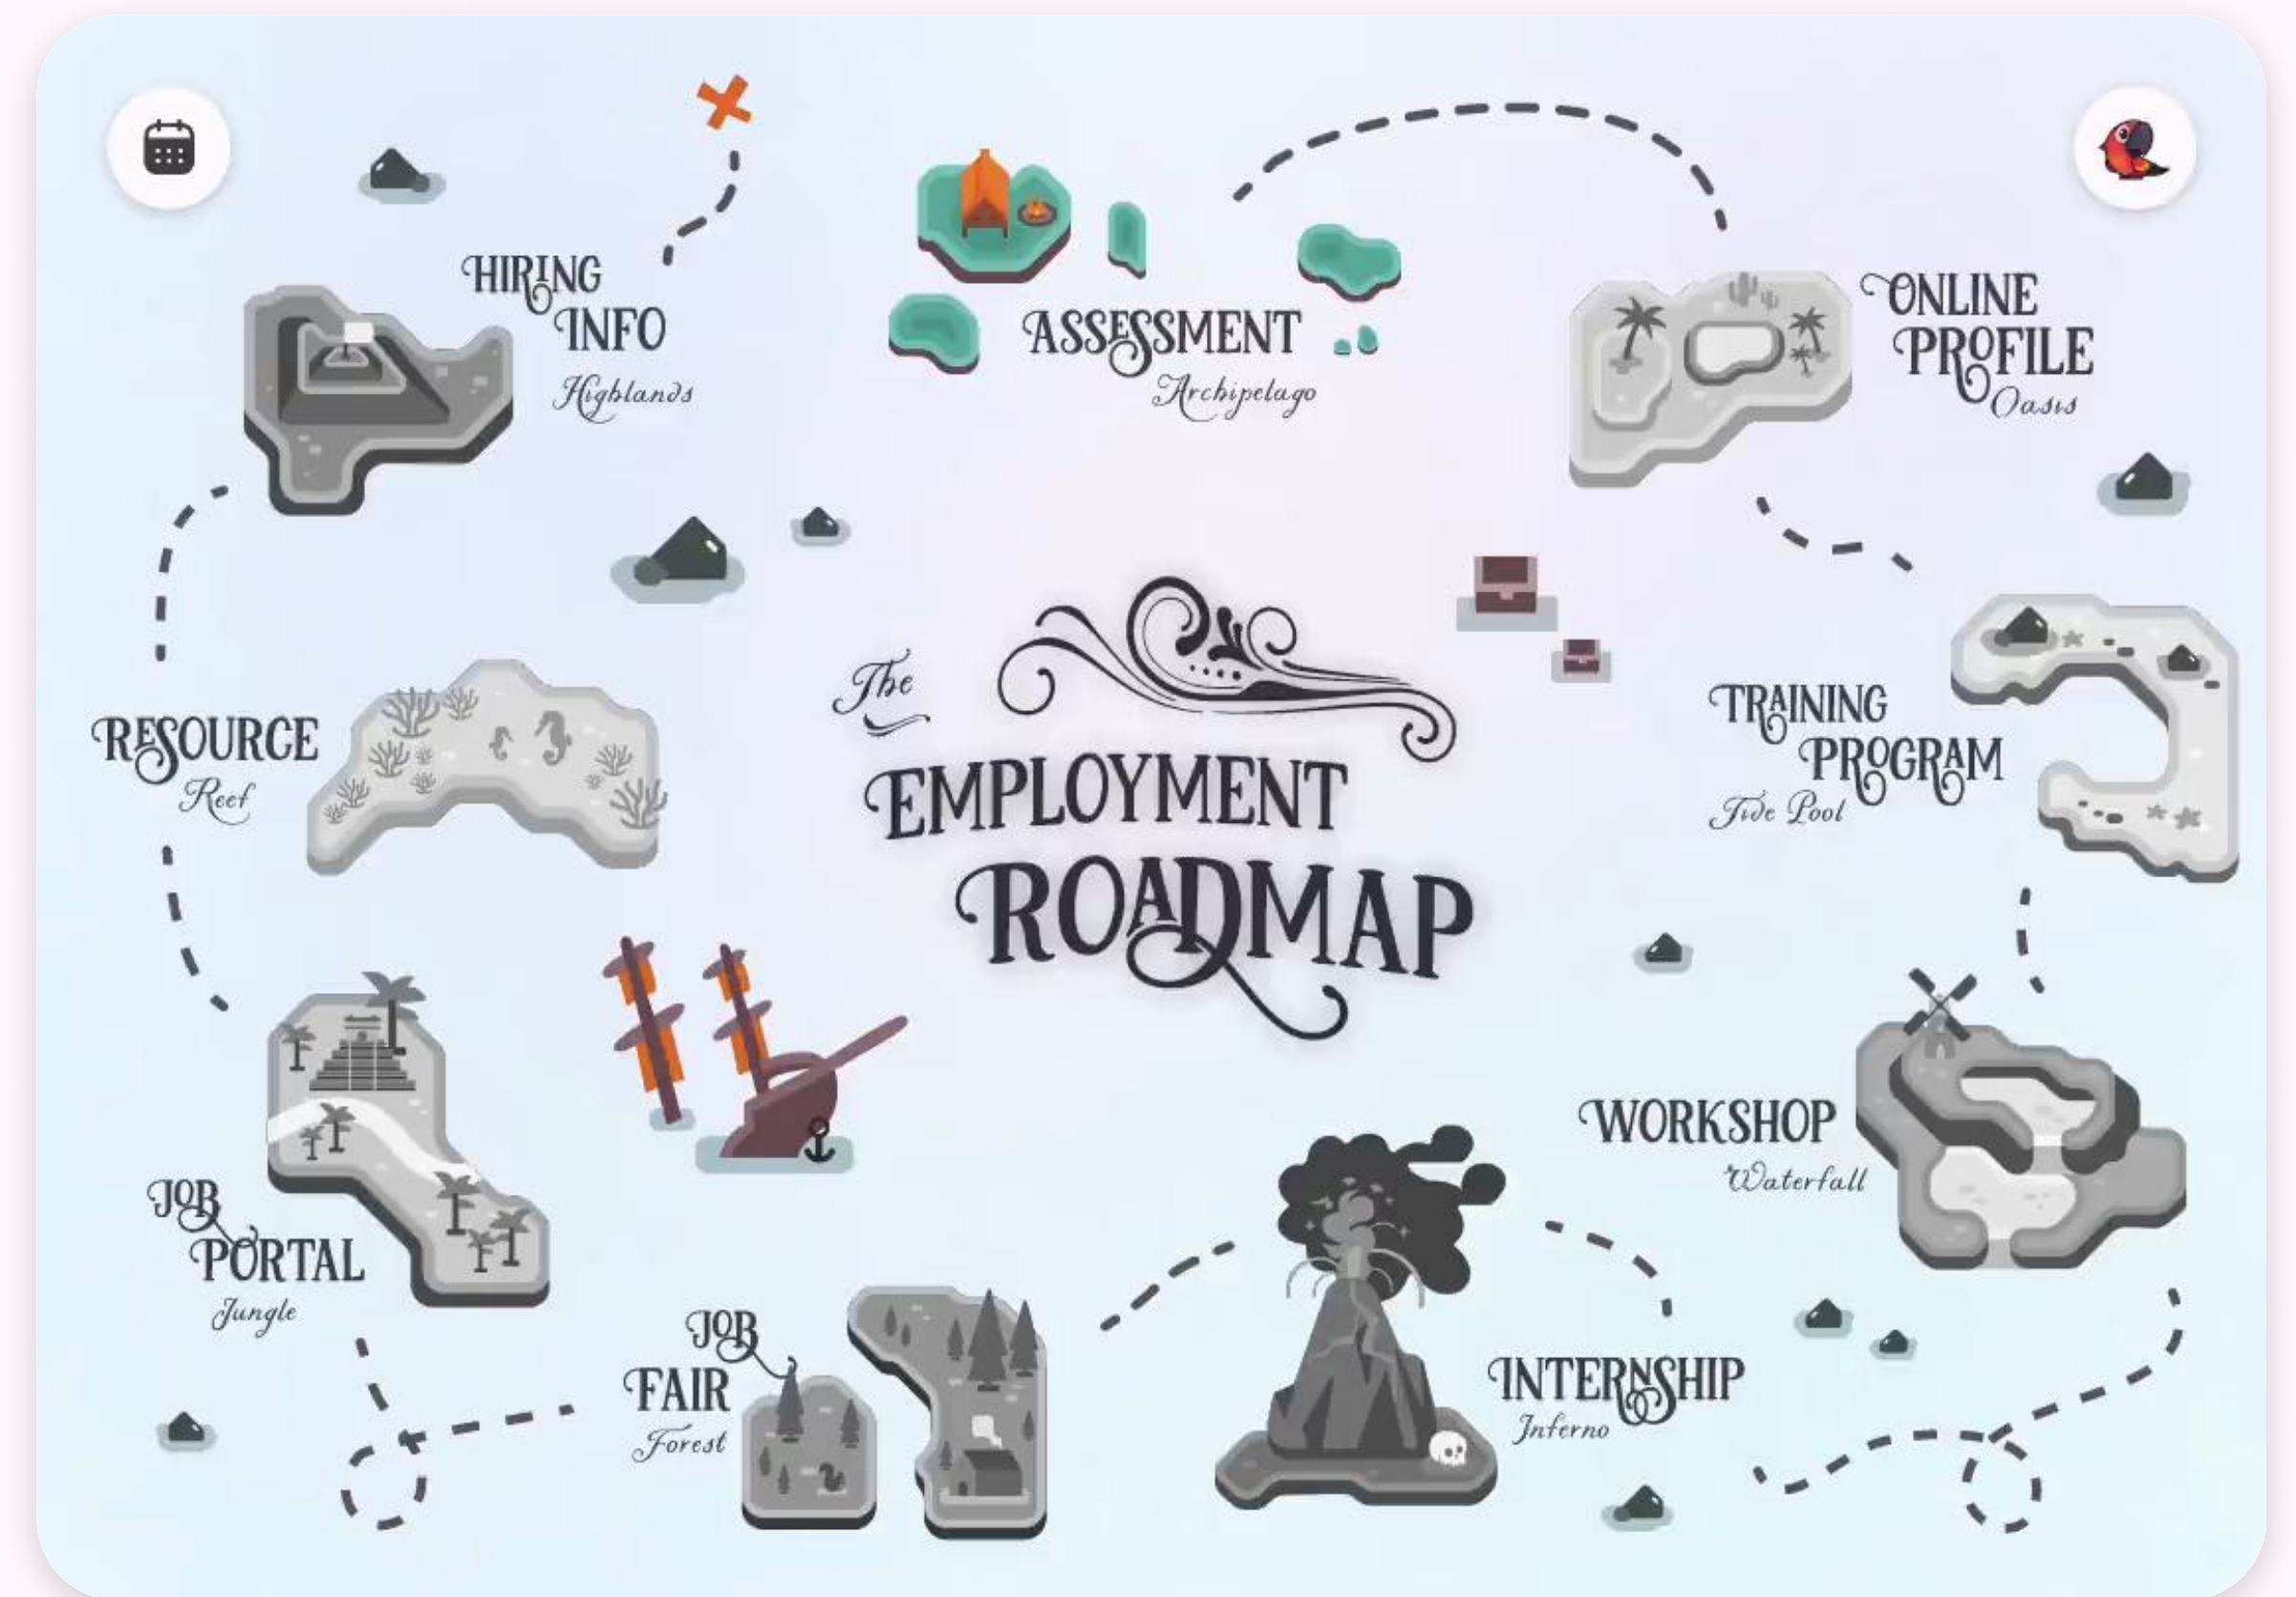 HIRING
INFO
Highlands
ASSESSMENT
Archipelago
ONLINE
PROFILE
Oasis
The
EMPLOYMENT
ROADMAP
TRAINING
PROGRAM
Tide Pool
RESOURCE
Reef
WORKSHOP
Waterfall
JOB
PORTAL
Jungle
JOB
FAIR
Forest
INTERNSHIP
Inferno